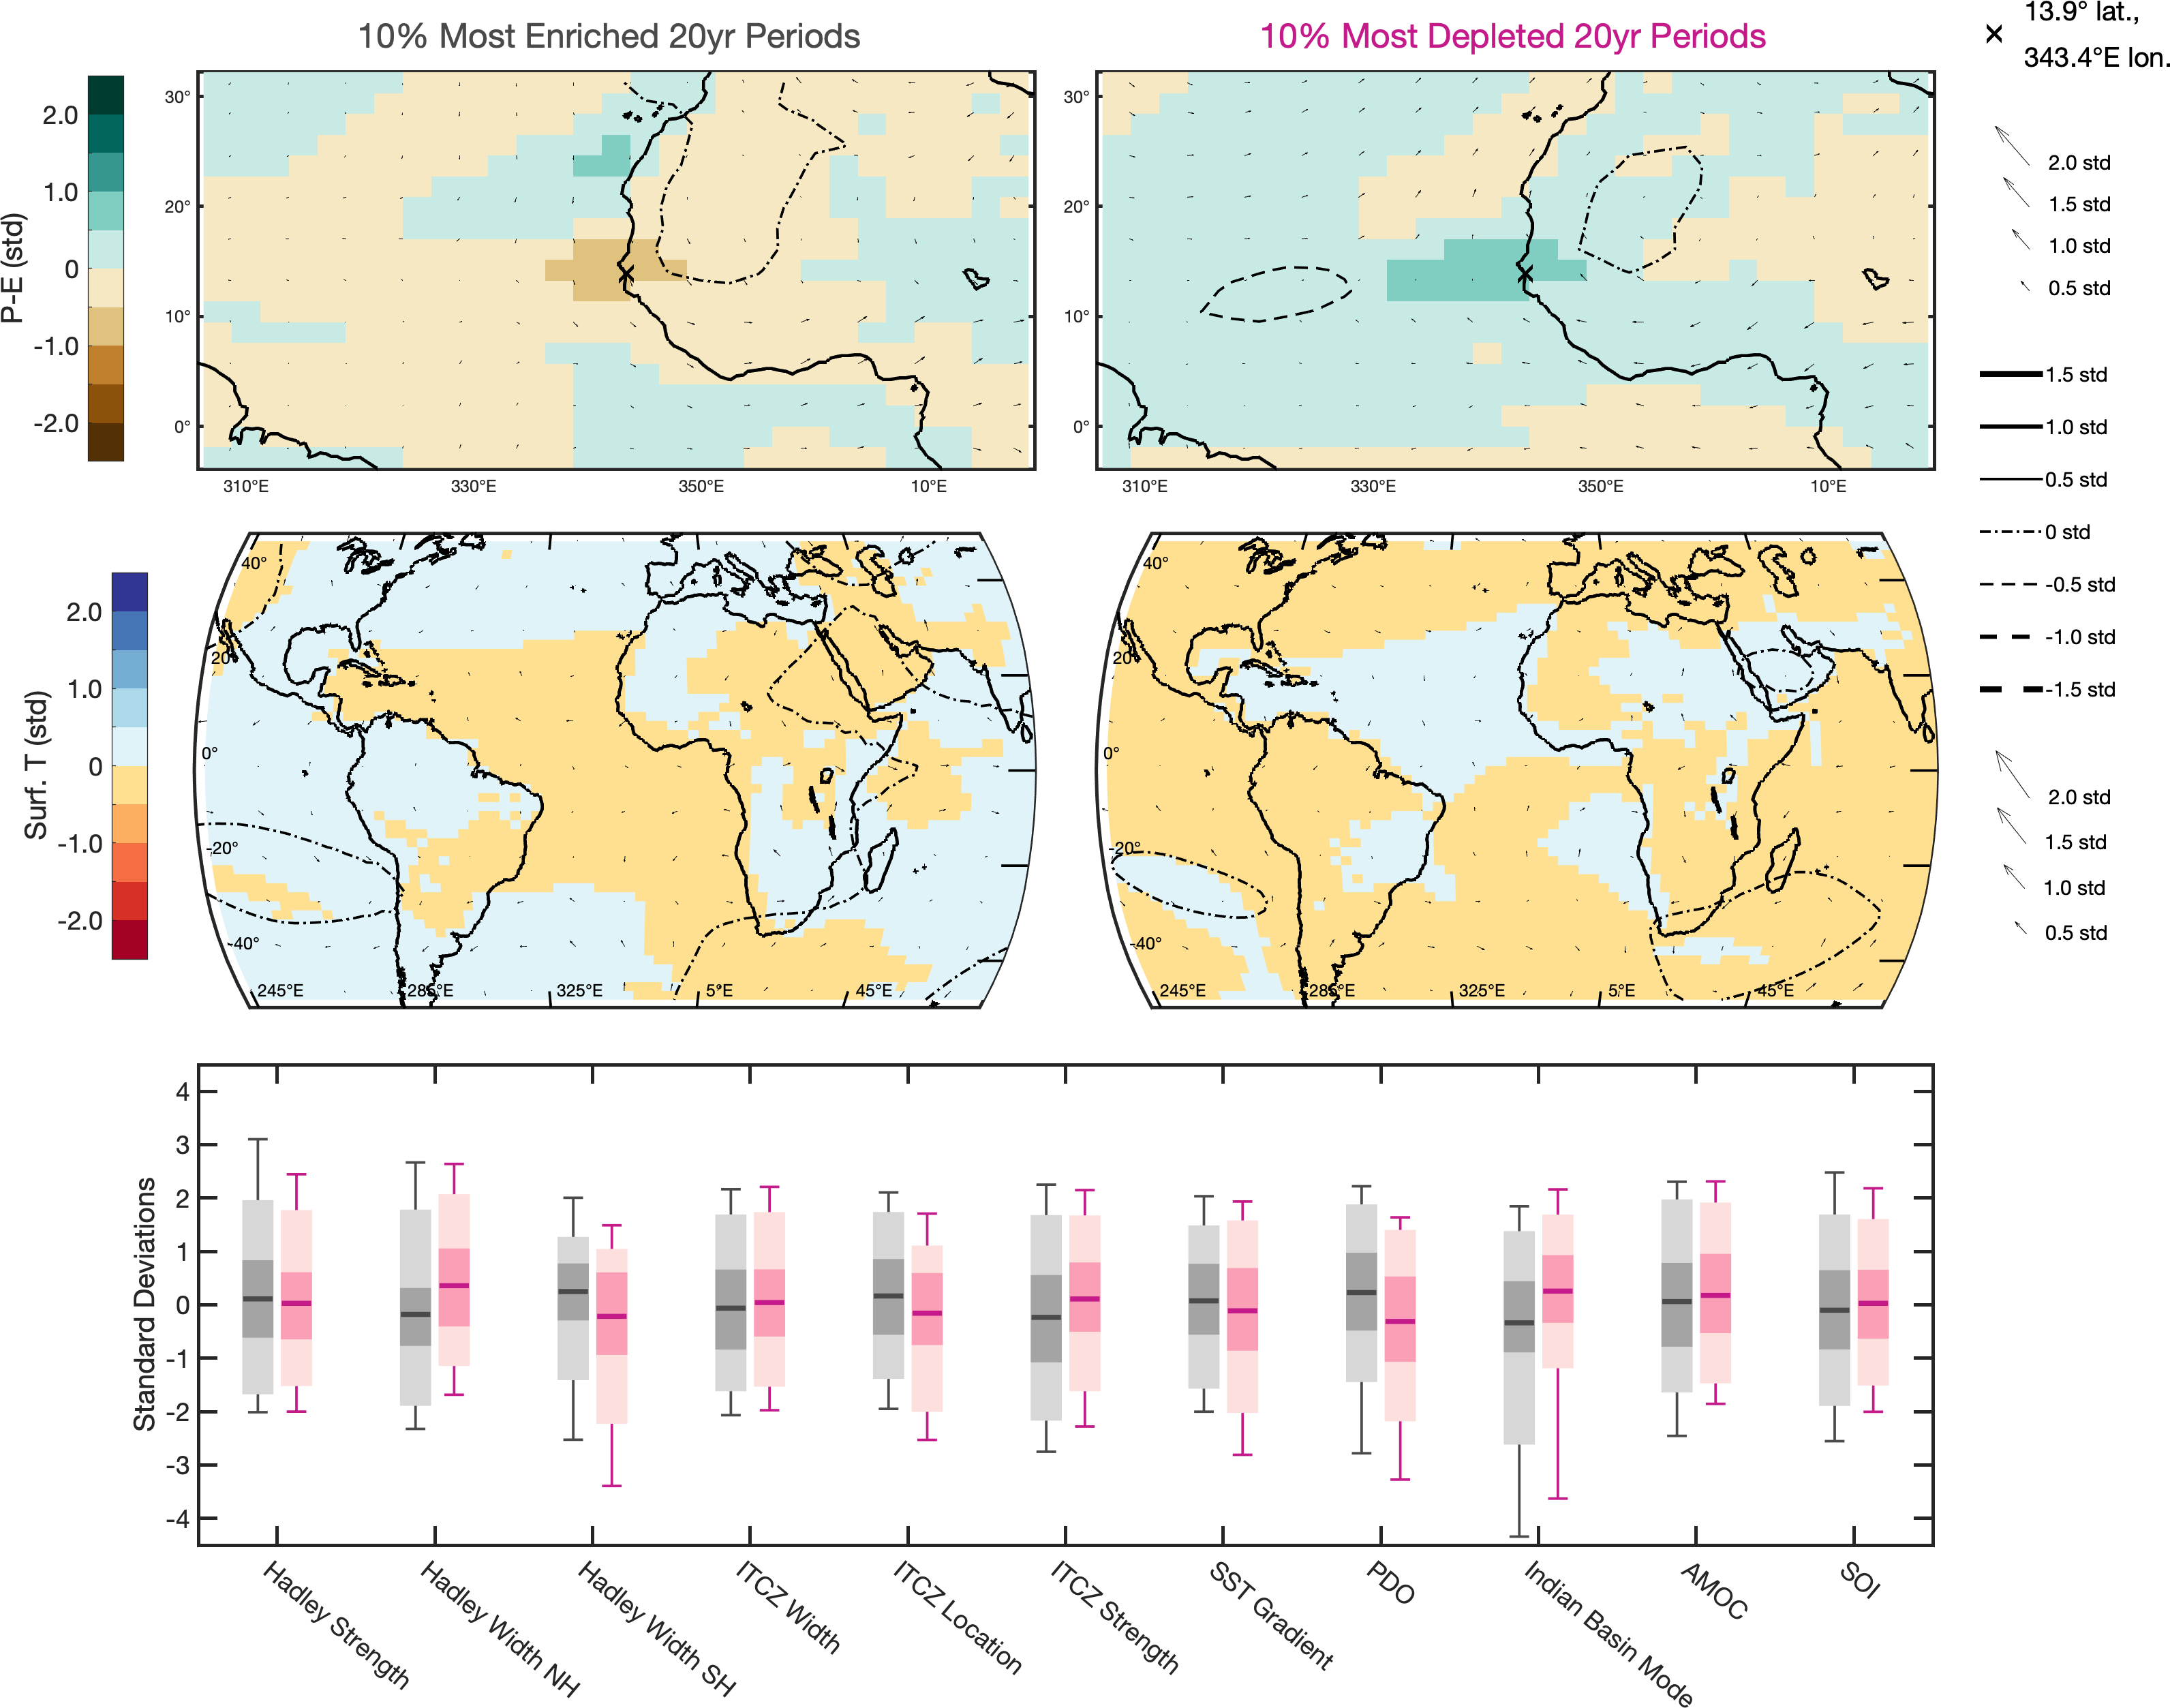 10% Most Enriched 20yr Periods
10% Most Depleted 20yr Periods
13.9° lat.,
343.4°E lon.
P-E (std)
2.0
1.0
0
-1.0
-2.0
30°
20°
10°
0°
310°E
330°E
350°E
10°E
30°
20°
10°
0°
310°E
330°E
350°E
10°E
2.0 std
1.5 std
1.0 std
0.5 std
1.5 std
1.0 std
0.5 std
0 std
-0.5 std
-1.0 std
-1.5 std
Surf. T (std)
2.0
1.0
0
-1.0
-2.0
40°
20°
0°
-20°
-40°
245°E
285°E
325°E
5°E
45°E
40°
20°
0°
-20°
-40°
245°E
285°E
325°E
5°E
45°E
2.0 std
1.5 std
1.0 std
0.5 std
Standard Deviations
4
3
2
1
0
-1
-2
-3
-4
Hadley Strength
Hadley Width NH
Hadley Width SH
ITCZ Width
ITCZ Location
ITCZ Strength
SST Gradient
PDO
Indian Basin Mode
AMOC
SOI